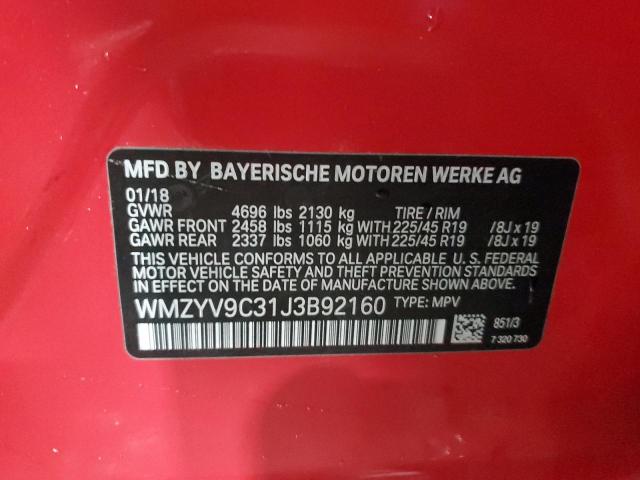 MFD. BY BAYERISCHE MOTOREN WERKE AG
01/18
GVWR 4696 lbs 2130 kg TIRE / RIM
GAWR FRONT 2458 lbs 1115 kg WITH 225/45 R19 /8J x 19
GAWR REAR 2337 lbs 1060 kg WITH 225/45 R19 /8J x 19
THIS VEHICLE CONFORMS TO ALL APPLICABLE U. S. FEDERAL
MOTOR VEHICLE SAFETY, BUMPER, AND THEFT PREVENTION
STANDARDS IN EFFECT ON THE DATE OF MANUFACTURE SHOWN ABOVE.
WMZYV9C31J3B92160 TYPE: MPV
851/3
7 320 730